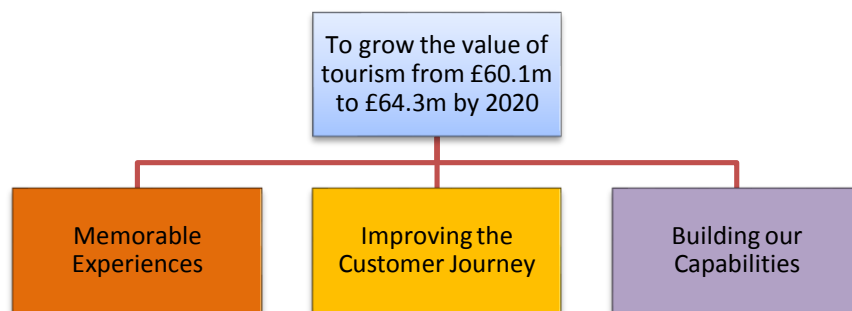 To grow the value of
tourism from £60.1m
to £64.3m by 2020
Memorable
Experiences
Improving the
Customer Journey
Building our
Capabilities